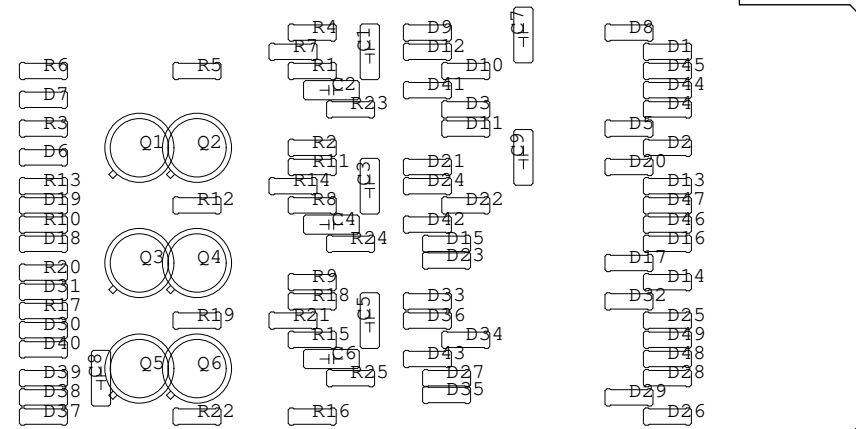 R4 D9 C7 D8
R7 C1 D12 D1
R6 R5 R1 D10 D45
D7 C2 D41 D44
R23 D3 D4
R3 D11 D5
Q1 Q2 R2 C9 D2
D6 R11 D21 D20
R13 R14 C3 D24 D13
D19 R12 R8 D22 D47
R10 C4 D42 D46
D18 R24 D15 D16
Q3 Q4 D23 D17
R20 R9 D14
D31 R18 D33 D32
R17 R19 R21 C5 D36 D25
D30 R15 D34 D49
D40 C8 Q5 Q6 C6 D43 D48
D39 R25 D27 D28
D38 D35 D29
D37 R22 R16 D26